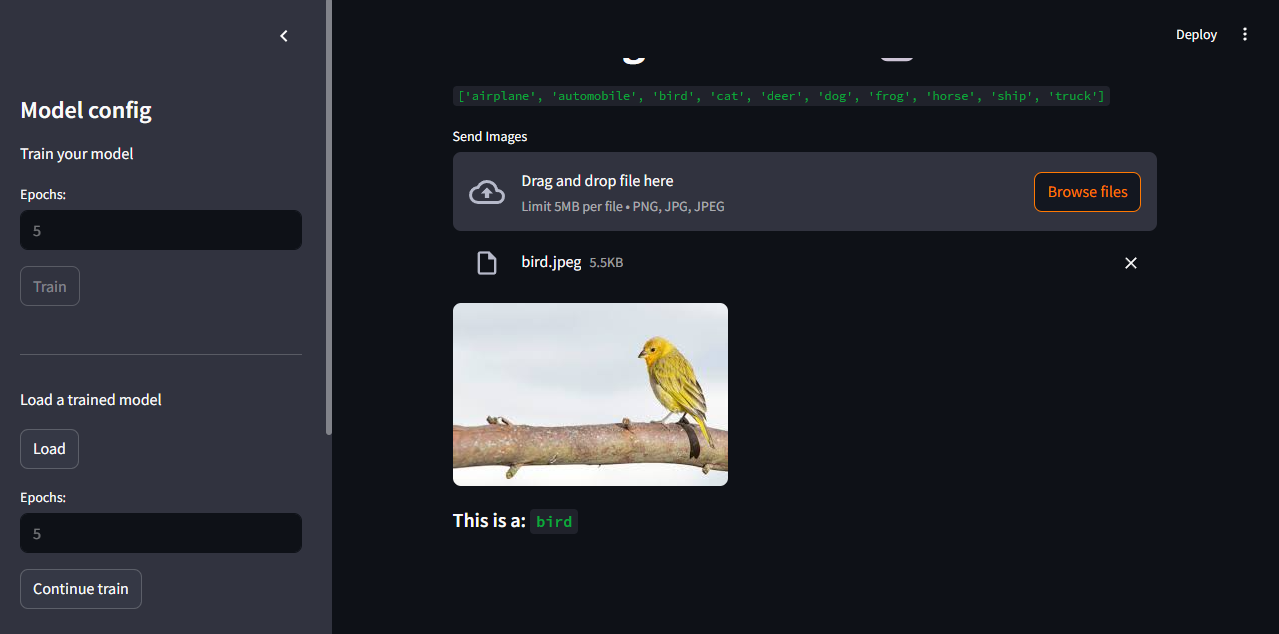 Model config
Train your model
Epochs:
5
Train
Load a trained model
Load
Epochs:
5
Continue train
Deploy
['airplane', 'automobile', 'bird', 'cat', 'deer', 'dog', 'frog', 'horse', 'ship', 'truck']
Send Images
Drag and drop file here
Limit 5MB per file • PNG, JPG, JPEG
Browse files
bird.jpeg 5.5KB
This is a: bird